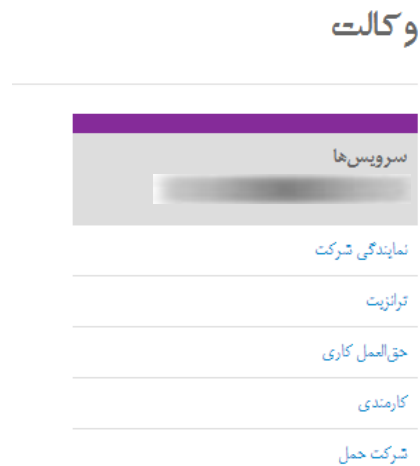 وکالت
سرویس‌ها
نمایندگی شرکت
ترانزیت
حق‌العمل کاری
کارمندی
شرکت حمل